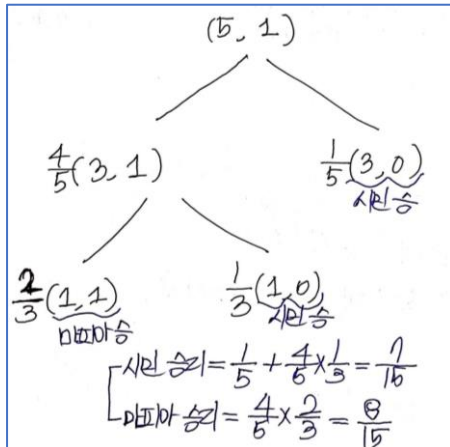 (5, 1)
4/5 (3, 1)
1/5 (3, 0)
시민 승
2/3 (1, 1)
마피아승
1/3 (1, 0)
시민 승
시민 승리 = 1/5 + 4/5 × 1/3 = 7/15
마피아 승리 = 4/5 × 2/3 = 8/15